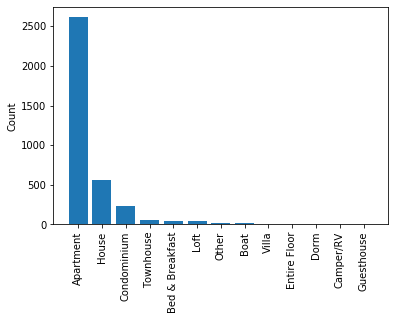 2500
2000
1500
1000
500
0
Count
Apartment
House
Condominium
Townhouse
Bed & Breakfast
Loft
Other
Boat
Villa
Entire Floor
Dorm
Camper/RV
Guesthouse